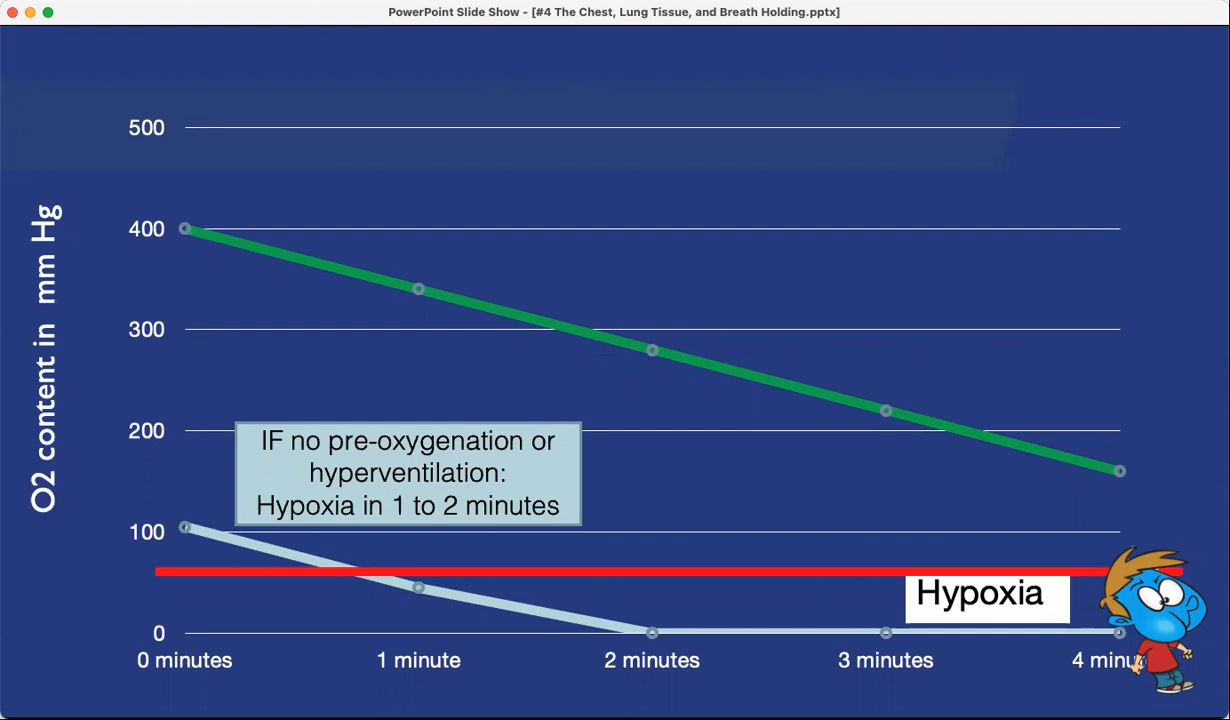 PowerPoint Slide Show - [#4 The Chest, Lung Tissue, and Breath Holding.pptx]
500
400
300
200
100
0
O2 content in mm Hg
IF no pre-oxygenation or
hyperventilation:
Hypoxia in 1 to 2 minutes
Hypoxia
0 minutes
1 minute
2 minutes
3 minutes
4 minu